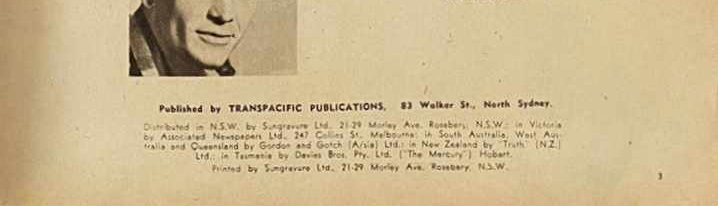 Published by TRANSPACIFIC PUBLICATIONS, 83 Walker St., North Sydney.
Distributed in N.S.W. by Sungravure Ltd., 21-29 Morley Ave. Rosebery, N.S.W.; in Victoria
by Associated Newspapers Ltd., 247 Collins St., Melbourne; in South Australia, West Aus-
tralia and Queensland by Gordon and Gotch (A/sia) Ltd.; in New Zealand by "Truth" (N.Z.)
Ltd.; in Tasmania by Davies Bros. Pty. Ltd. ("The Mercury") Hobart.
Printed by Sungravure Ltd., 21-29 Morley Ave. Rosebery, N.S.W.
3